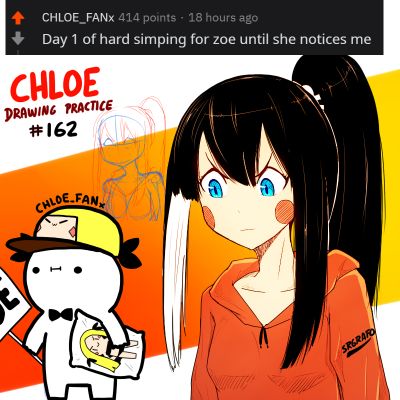 CHLOE_FANx 414 points · 18 hours ago
Day 1 of hard simping for zoe until she notices me
CHLOE
DRAWING PRACTICE
#162
CHLOE_FANx
SRGRAFO